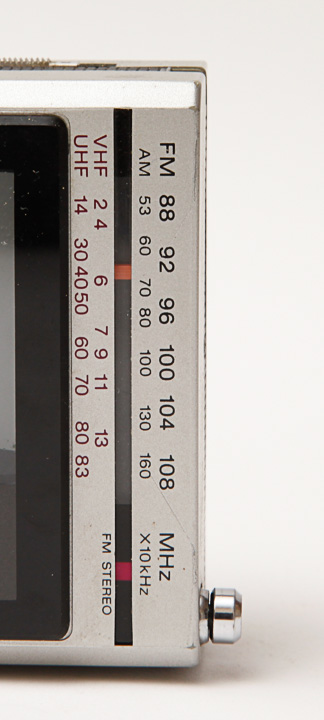 FM 88 92 96 100 104 108 MHz
AM 53 60 70 80 100 130 160 X10kHz
VHF 2 4 6 7 9 11 13
UHF 14 30 40 50 60 70 80 83
FM STEREO